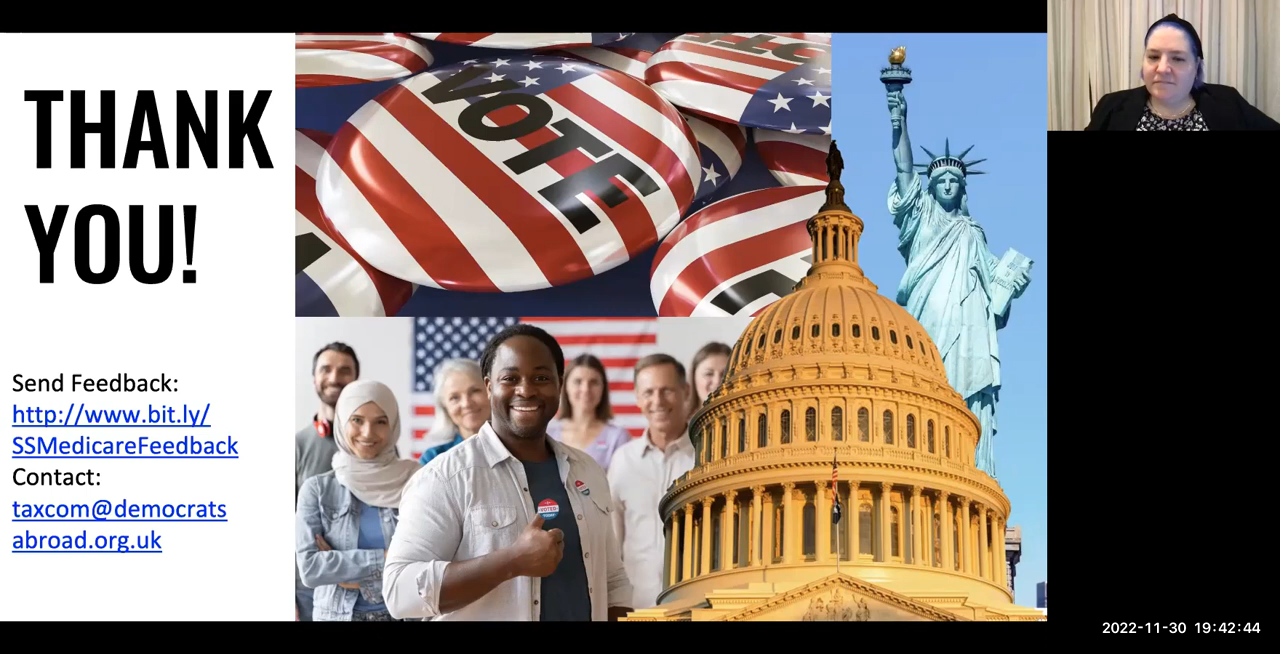 THANK
YOU!
Send Feedback:
http://www.bit.ly/
SSMedicareFeedback
Contact:
taxcom@democrats
abroad.org.uk
VOTE
VOTED
2022-11-30 19:42:44